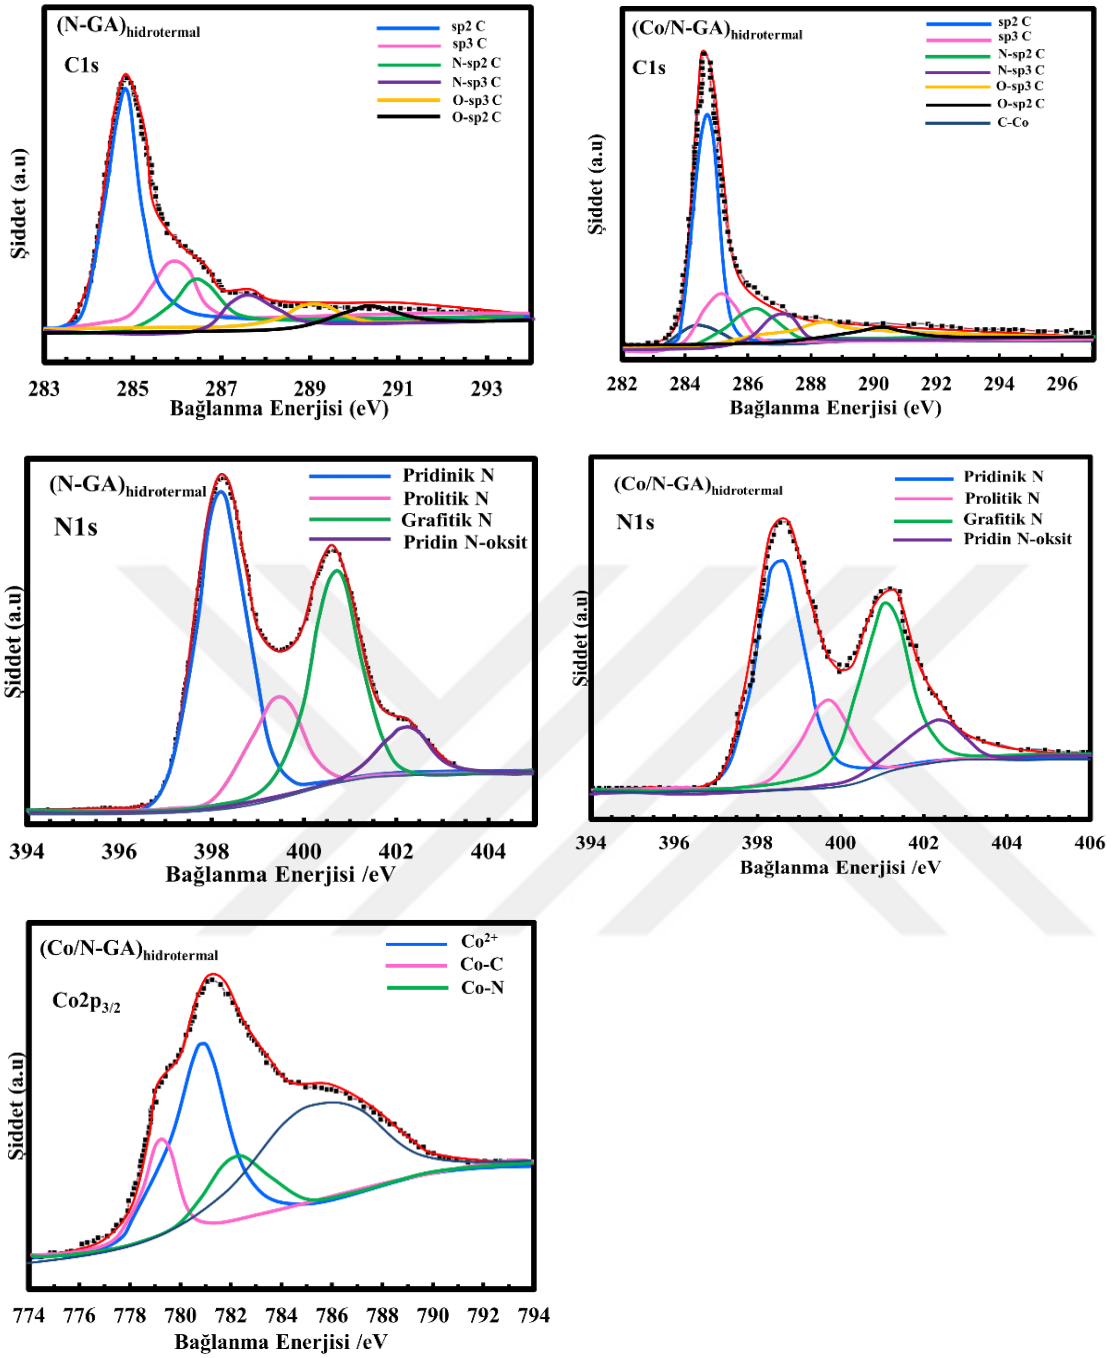 (N-GA)hidrotermal
C1s
sp2 C
sp3 C
N-sp2 C
N-sp3 C
O-sp3 C
O-sp2 C
Şiddet (a.u)
283 285 287 289 291 293
Bağlanma Enerjisi (eV)
(Co/N-GA)hidrotermal
C1s
sp2 C
sp3 C
N-sp2 C
N-sp3 C
O-sp3 C
O-sp2 C
C-Co
Şiddet (a.u)
282 284 286 288 290 292 294 296
Bağlanma Enerjisi (eV)
(N-GA)hidrotermal
N1s
Pridinik N
Prolitik N
Grafitik N
Pridin N-oksit
Şiddet (a.u)
394 396 398 400 402 404
Bağlanma Enerjisi /eV
(Co/N-GA)hidrotermal
N1s
Pridinik N
Prolitik N
Grafitik N
Pridin N-oksit
Şiddet (a.u)
394 396 398 400 402 404 406
Bağlanma Enerjisi /eV
(Co/N-GA)hidrotermal
Co2p3/2
Co2+
Co-C
Co-N
Şiddet (a.u)
774 776 778 780 782 784 786 788 790 792 794
Bağlanma Enerjisi /eV